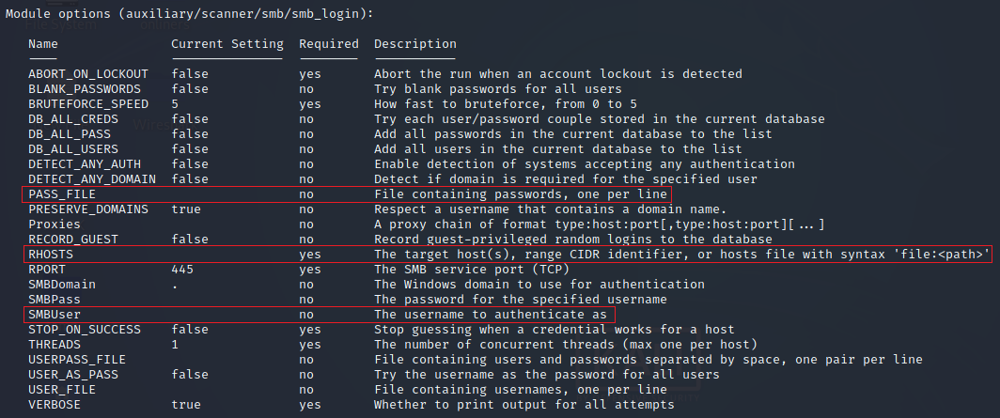 Module options (auxiliary/scanner/smb/smb_login):
Name Current Setting Required Description
ABORT_ON_LOCKOUT false yes Abort the run when an account lockout is detected
BLANK_PASSWORDS false no Try blank passwords for all users
BRUTEFORCE_SPEED 5 yes How fast to bruteforce, from 0 to 5
DB_ALL_CREDS false no Try each user/password couple stored in the current database
DB_ALL_PASS false no Add all passwords in the current database to the list
DB_ALL_USERS false no Add all users in the current database to the list
DETECT_ANY_AUTH false no Enable detection of systems accepting any authentication
DETECT_ANY_DOMAIN false no Detect if domain is required for the specified user
PASS_FILE no File containing passwords, one per line
PRESERVE_DOMAINS true no Respect a username that contains a domain name.
Proxies no A proxy chain of format type:host:port[,type:host:port][...]
RECORD_GUEST false no Record guest-privileged random logins to the database
RHOSTS yes The target host(s), range CIDR identifier, or hosts file with syntax 'file:<path>'
RPORT 445 yes The SMB service port (TCP)
SMBDomain . no The Windows domain to use for authentication
SMBPass no The password for the specified username
SMBUser no The username to authenticate as
STOP_ON_SUCCESS false yes Stop guessing when a credential works for a host
THREADS 1 yes The number of concurrent threads (max one per host)
USERPASS_FILE no File containing users and passwords separated by space, one pair per line
USER_AS_PASS false no Try the username as the password for all users
USER_FILE no File containing usernames, one per line
VERBOSE true yes Whether to print output for all attempts